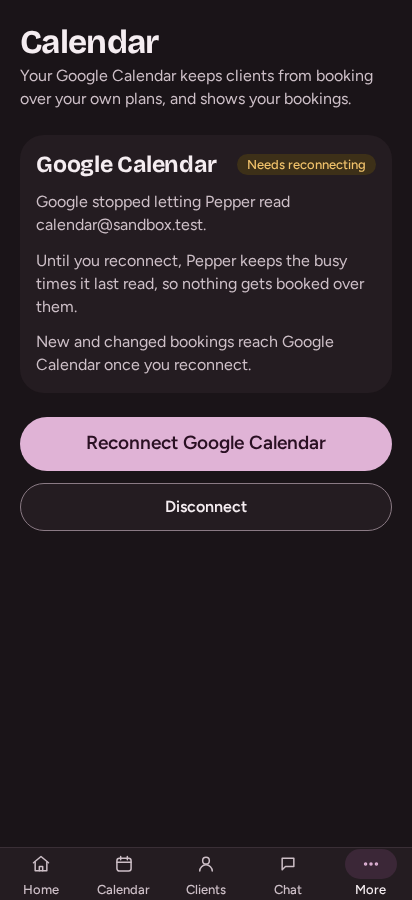 Calendar
Your Google Calendar keeps clients from booking
over your own plans, and shows your bookings.
Google Calendar
Needs reconnecting
Google stopped letting Pepper read
calendar@sandbox.test.
Until you reconnect, Pepper keeps the busy
times it last read, so nothing gets booked over
them.
New and changed bookings reach Google
Calendar once you reconnect.
Reconnect Google Calendar
Disconnect
Home
Calendar
Clients
Chat
More